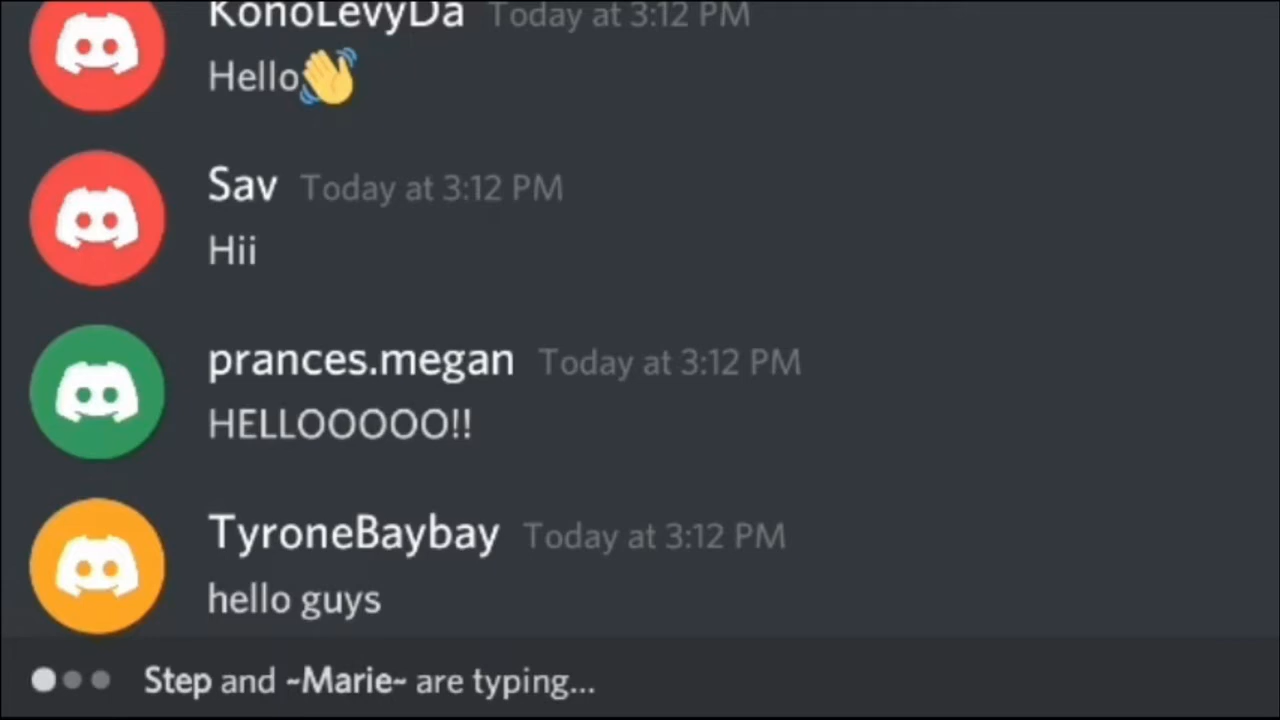 KonoLevyDa Today at 3:12 PM
Hello👋
Sav Today at 3:12 PM
Hii
prances.megan Today at 3:12 PM
HELLOOOOO!!
TyroneBaybay Today at 3:12 PM
hello guys
Step and ~Marie~ are typing...